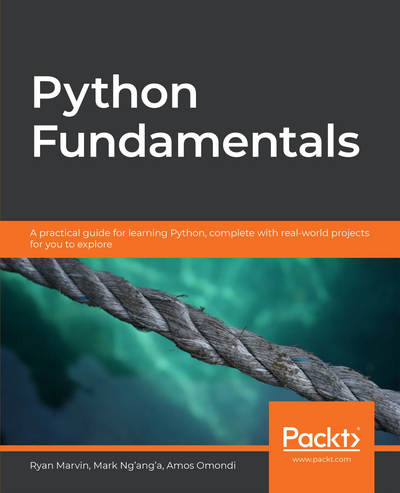 Python
Fundamentals
A practical guide for learning Python, complete with real-world projects
for you to explore
Packt>
www.packt.com
Ryan Marvin, Mark Ng'ang'a, Amos Omondi